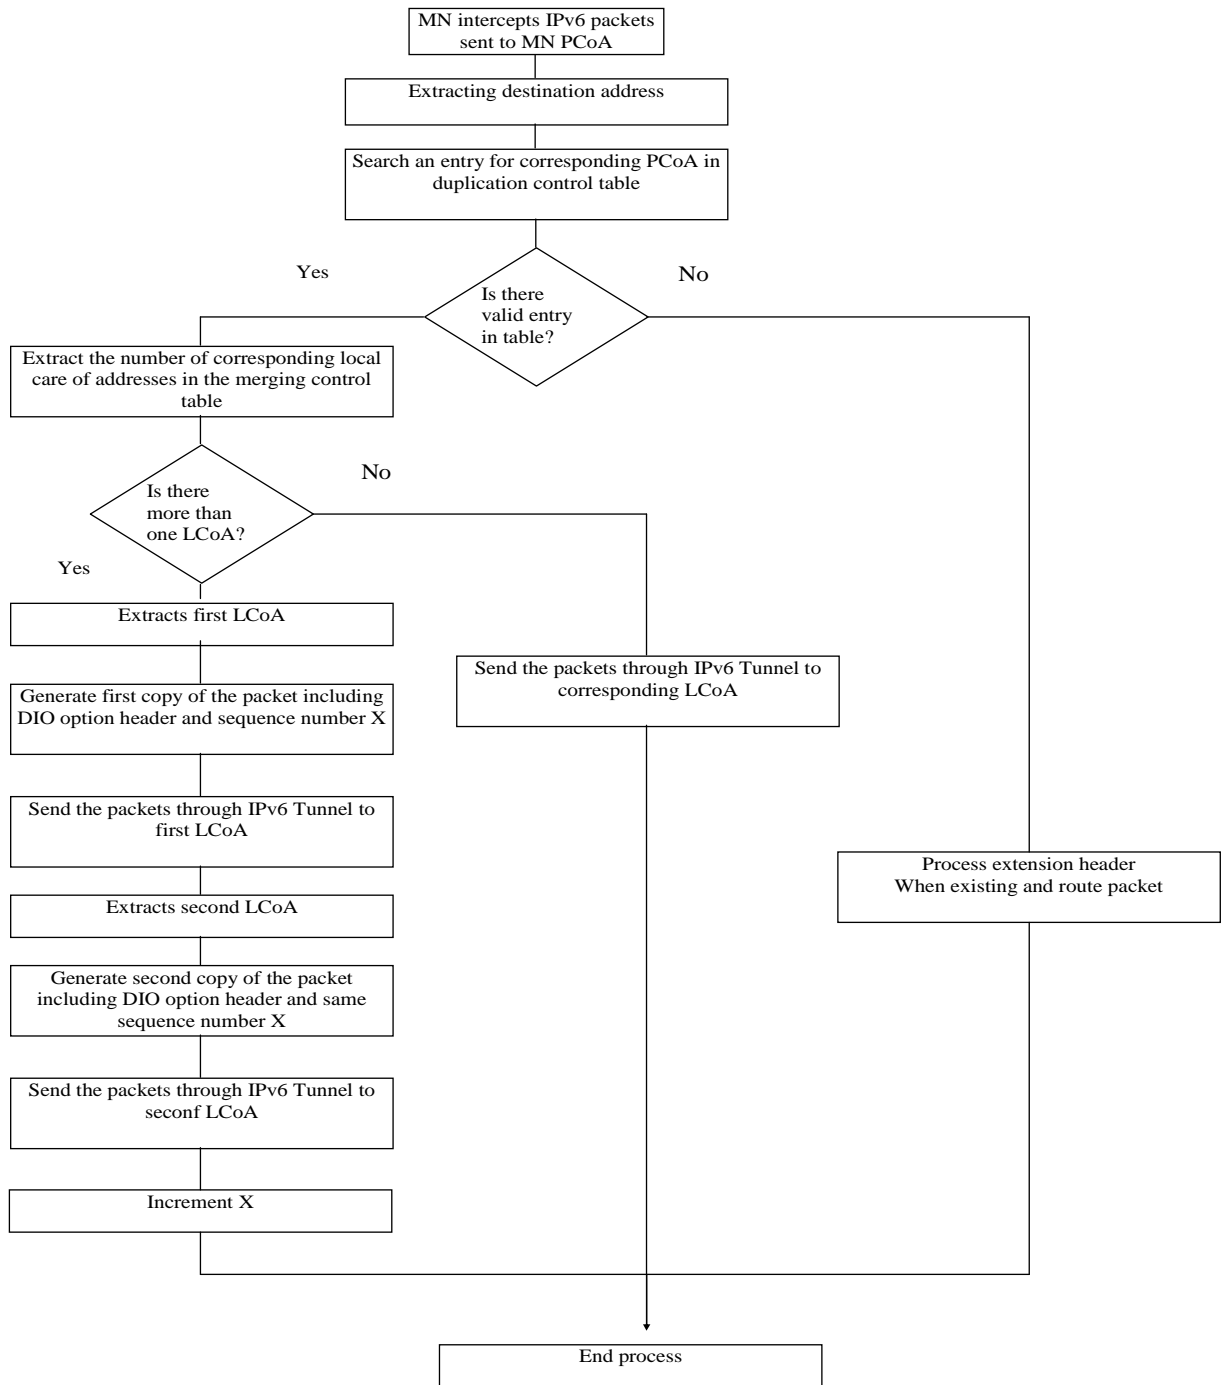 MN intercepts IPv6 packets
sent to MN PCoA
Extracting destination address
Search an entry for corresponding PCoA in
duplication control table
Yes
No
Is there
valid entry
in table?
Extract the number of corresponding local
care of addresses in the merging control
table
No
Is there
more than
one LCoA?
Yes
Extracts first LCoA
Send the packets through IPv6 Tunnel to
corresponding LCoA
Generate first copy of the packet including
DIO option header and sequence number X
Send the packets through IPv6 Tunnel to
first LCoA
Process extension header
When existing and route packet
Extracts second LCoA
Generate second copy of the packet
including DIO option header and same
sequence number X
Send the packets through IPv6 Tunnel to
seconf LCoA
Increment X
End process